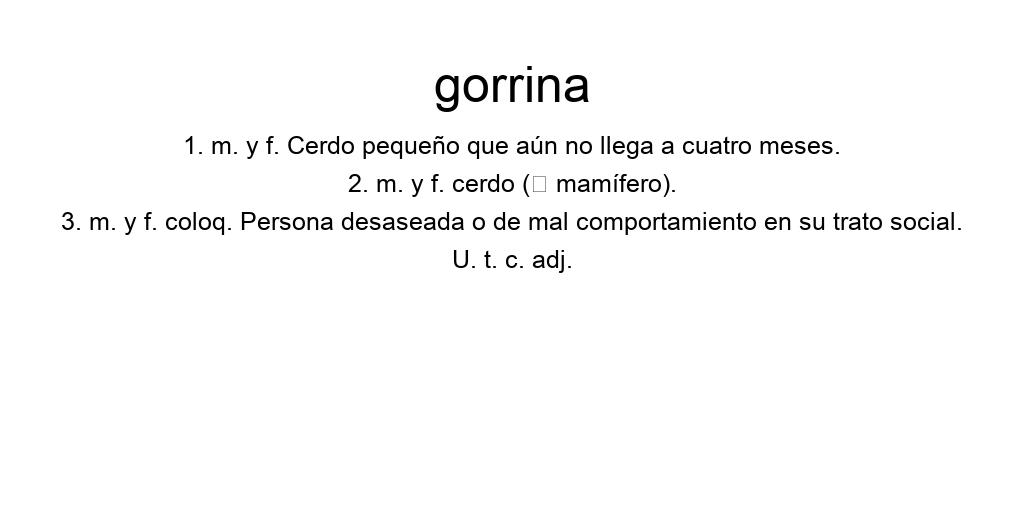 gorrina
1. m. y f. Cerdo pequeño que aún no llega a cuatro meses.
2. m. y f. cerdo (□ mamífero).
3. m. y f. coloq. Persona desaseada o de mal comportamiento en su trato social.
U. t. c. adj.